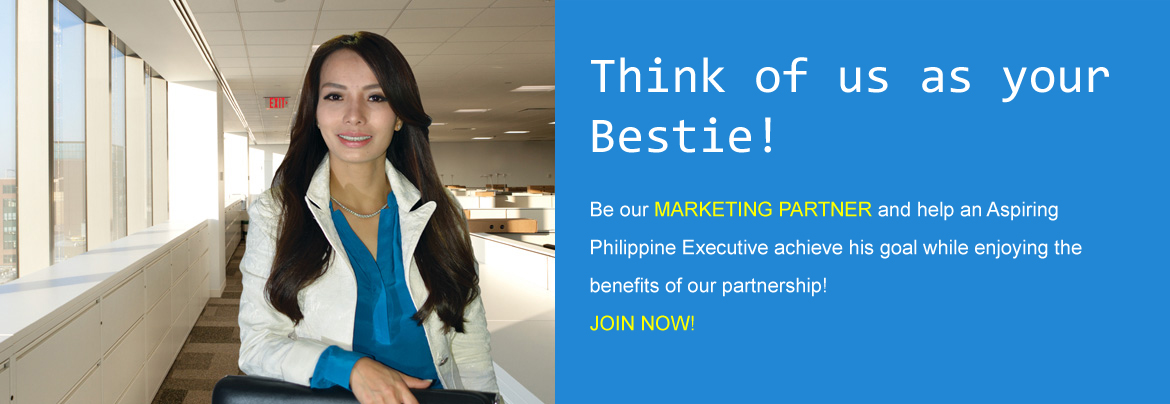 EXIT
Think of us as your
Bestie!
Be our MARKETING PARTNER and help an Aspiring
Philippine Executive achieve his goal while enjoying the
benefits of our partnership!
JOIN NOW!